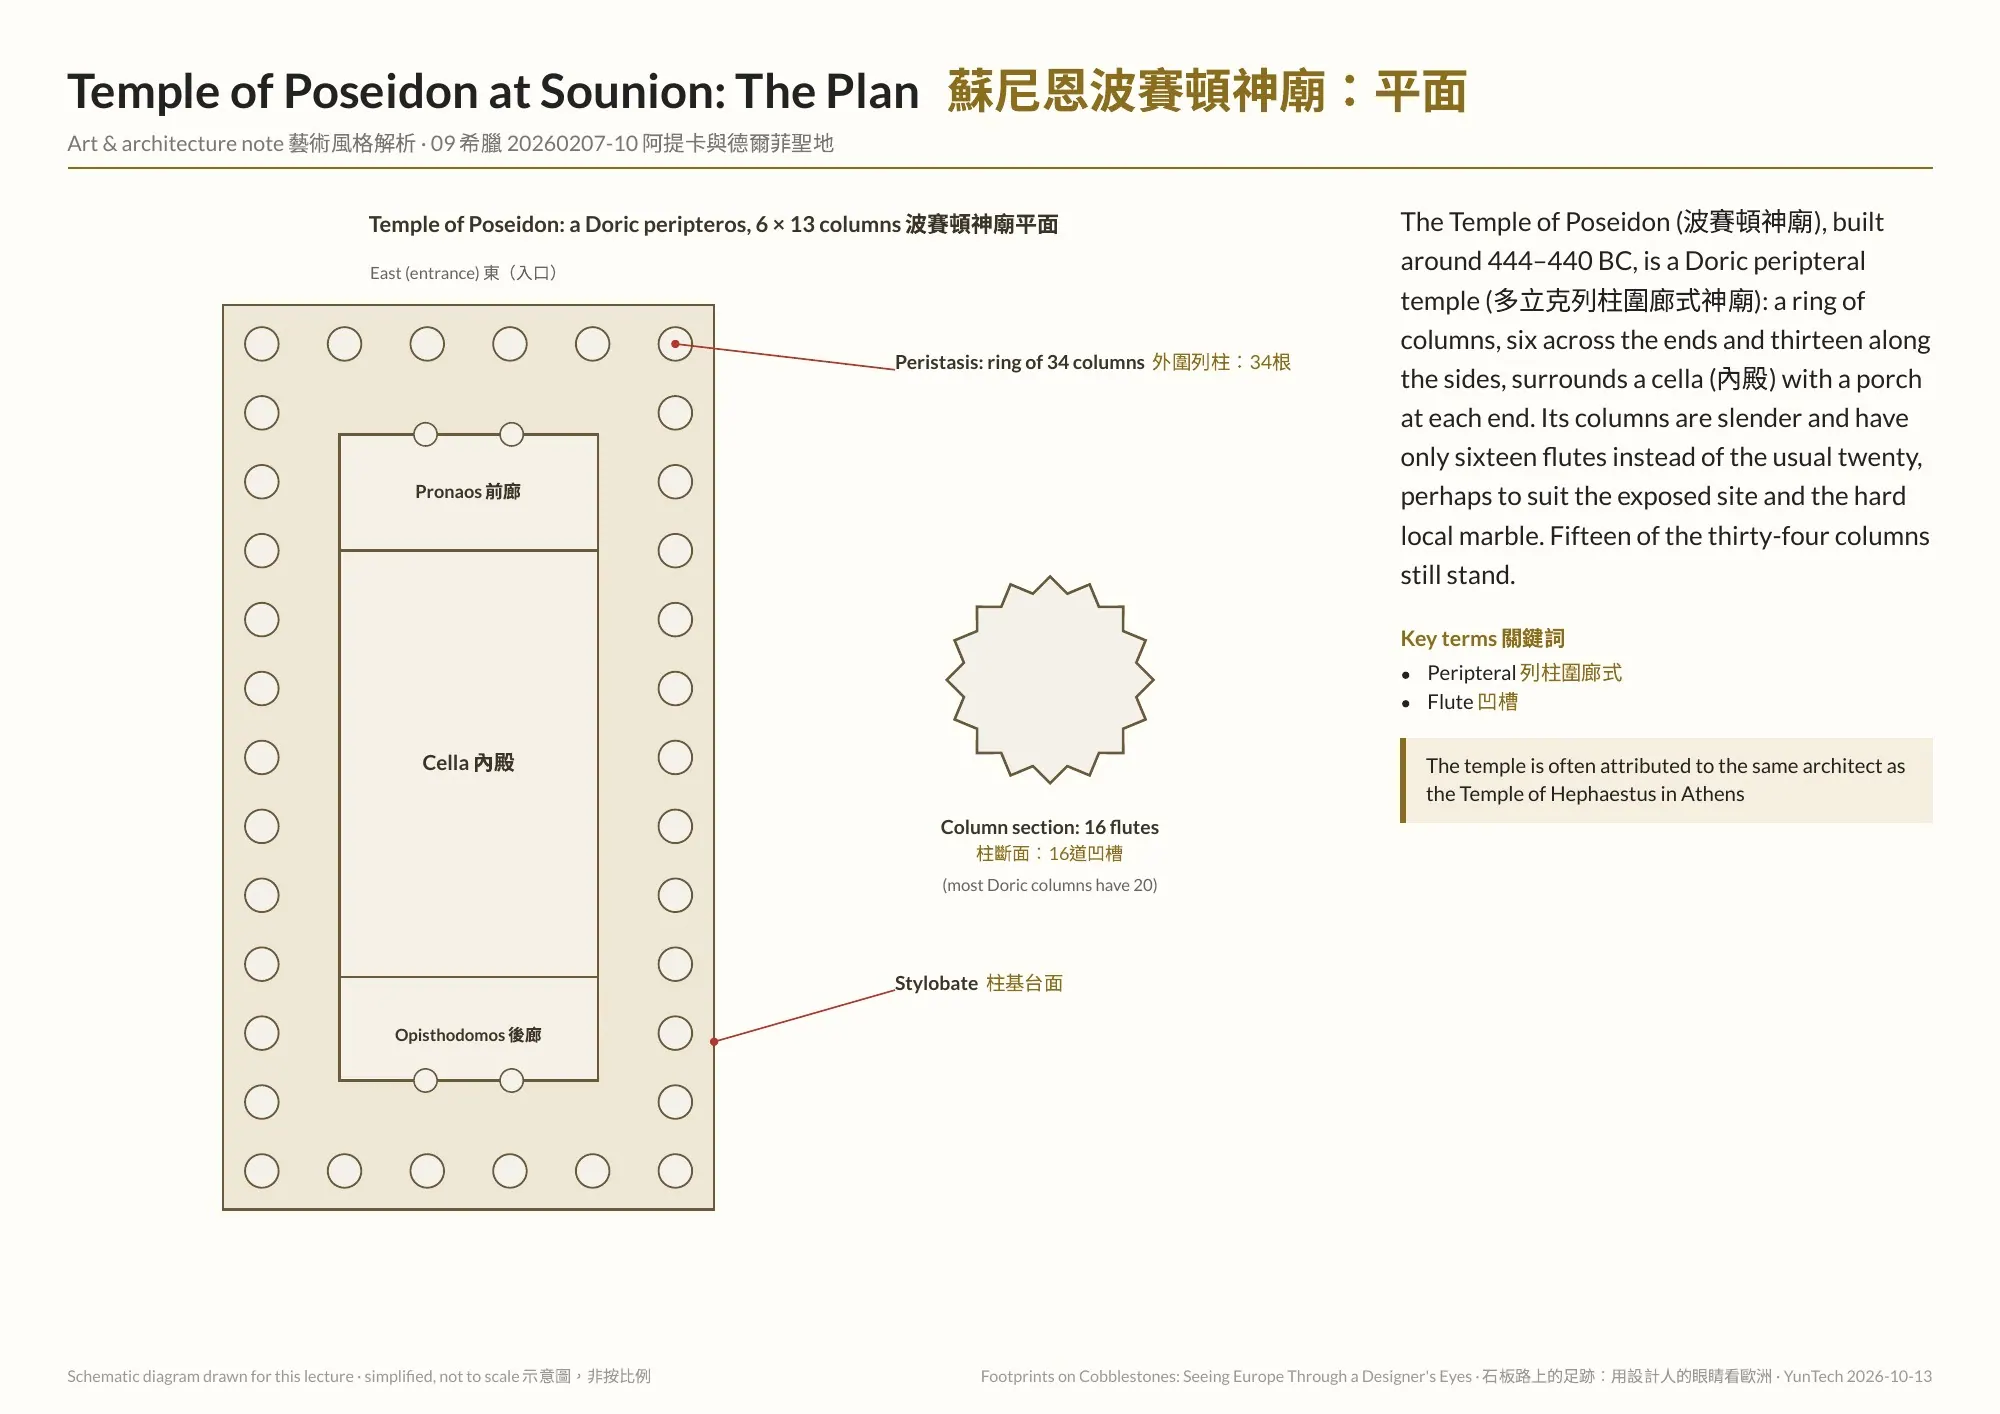 Temple of Poseidon at Sounion: The Plan 蘇尼恩波賽頓神廟：平面
Art & architecture note 藝術風格解析 · 09 希臘 20260207-10 阿提卡與德爾菲聖地
Temple of Poseidon: a Doric peripteros, 6 × 13 columns 波賽頓神廟平面
East (entrance) 東（入口）
Peristasis: ring of 34 columns 外圍列柱：34根
Pronaos 前廊
Cella 內殿
Opisthodomos 後廊
Column section: 16 flutes
柱斷面：16道凹槽
(most Doric columns have 20)
Stylobate 柱基台面
The Temple of Poseidon (波賽頓神廟), built
around 444–440 BC, is a Doric peripteral
temple (多立克列柱圍廊式神廟): a ring of
columns, six across the ends and thirteen along
the sides, surrounds a cella (內殿) with a porch
at each end. Its columns are slender and have
only sixteen flutes instead of the usual twenty,
perhaps to suit the exposed site and the hard
local marble. Fifteen of the thirty-four columns
still stand.
Key terms 關鍵詞
• Peripteral 列柱圍廊式
• Flute 凹槽
The temple is often attributed to the same architect as
the Temple of Hephaestus in Athens
Schematic diagram drawn for this lecture · simplified, not to scale 示意圖，非按比例
Footprints on Cobblestones: Seeing Europe Through a Designer's Eyes · 石板路上的足跡：用設計人的眼睛看歐洲 · YunTech 2026-10-13